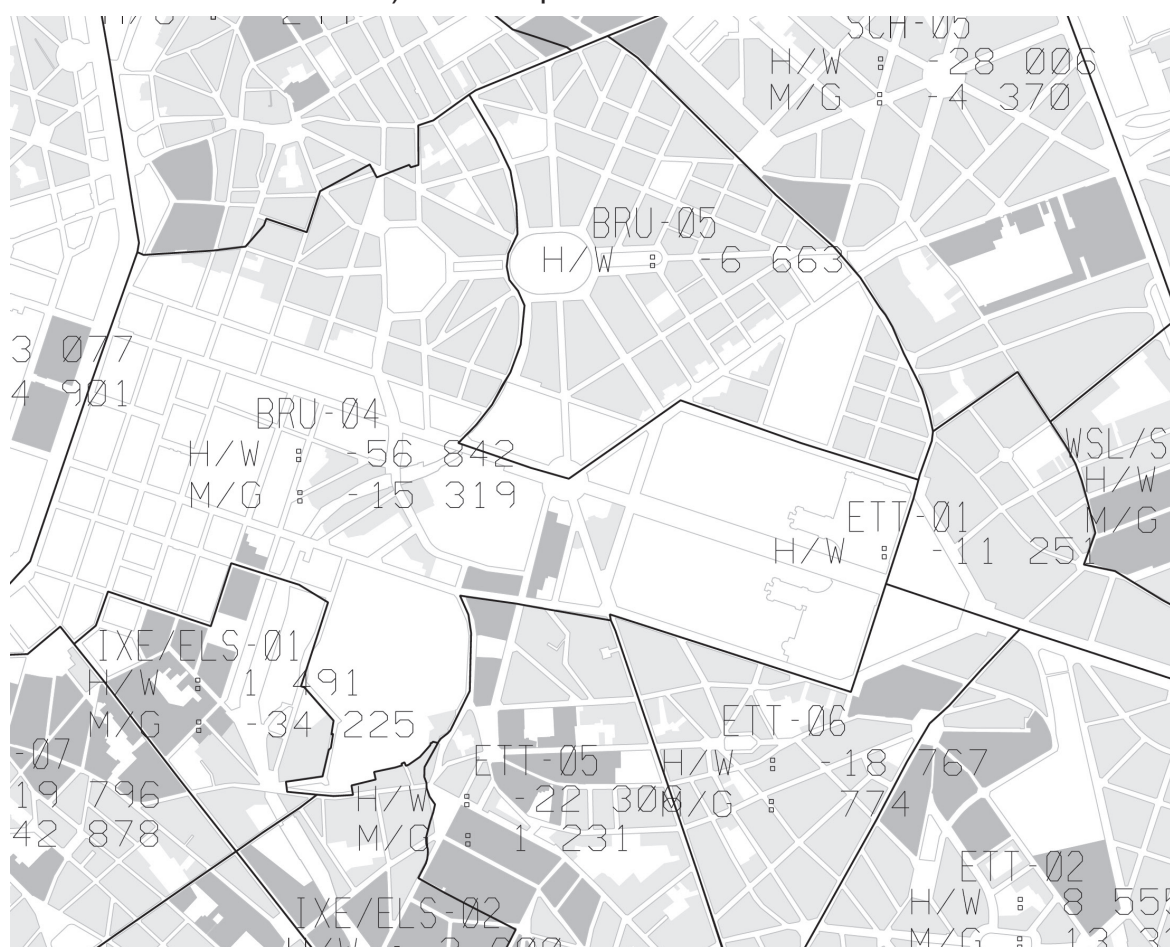 SCH-05
H/W : -28 006
M/G : -4 370
BRU-05
H/W : -6 663
3 077
4 901
BRU-04
H/W : -56 842
M/G : -15 319
WSL/S
H/W
M/G
ETT-01
H/W : -11 251
IXE/ELS-01
H/W : 1 491
M/G : -34 225
-07
19 796
42 878
ETT-06
H/W : -18 767
M/G : 774
ETT-05
H/W : -22 308
M/G : 1 231
ETT-02
H/W : 8 555
IXE/ELS-02